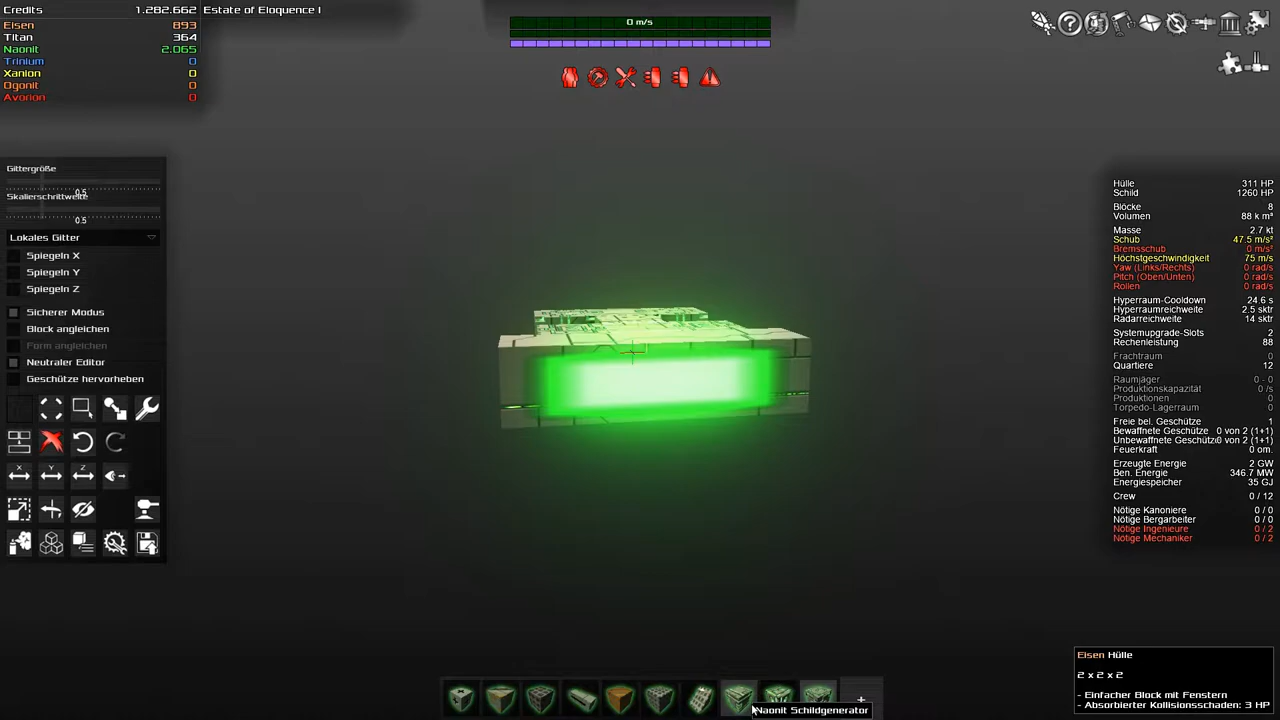 Credits 1.282.662
Estate of Eloquence I
Eisen 893
Titan 364
Naonit 2.065
Trinium 0
Xanion 0
Ogonit 0
Avorion 0
0 m/s
Gittergröße
0.5
Skalierschrittweite
0.5
Lokales Gitter
Spiegeln X
Spiegeln Y
Spiegeln Z
Sicherer Modus
Block angleichen
Form angleichen
Neutraler Editor
Geschütze hervorheben
X Y Z
Hülle 311 HP
Schild 1260 HP
Blöcke 8
Volumen 88 k m³
Masse 2.7 kt
Schub 47.5 m/s²
Bremsschub 0 m/s²
Höchstgeschwindigkeit 75 m/s
Yaw (Links/Rechts) 0 rad/s
Pitch (Oben/Unten) 0 rad/s
Rollen 0 rad/s
Hyperraum-Cooldown 24.6 s
Hyperraumreichweite 2.5 sktr
Radarreichweite 14 sktr
Systemupgrade-Slots 2
Rechenleistung 88
Frachtraum 0
Quartiere 12
Raumjäger 0 - 0
Produktionskapazität 0 /s
Produktionen 0
Torpedo-Lagerraum 0
Freie bel. Geschütze 1
Bewaffnete Geschütze 0 von 2 (1+1)
Unbewaffnete Geschütze 0 von 2 (1+1)
Feuerkraft 0 om.
Erzeugte Energie 2 GW
Ben. Energie 346.7 MW
Energiespeicher 35 GJ
Crew 0 / 12
Nötige Kanoniere 0 / 0
Nötige Bergarbeiter 0 / 0
Nötige Ingenieure 0 / 2
Nötige Mechaniker 0 / 2
Eisen Hülle
2 x 2 x 2
- Einfacher Block mit Fenstern
- Absorbierter Kollisionsschaden: 3 HP
Naonit Schildgenerator